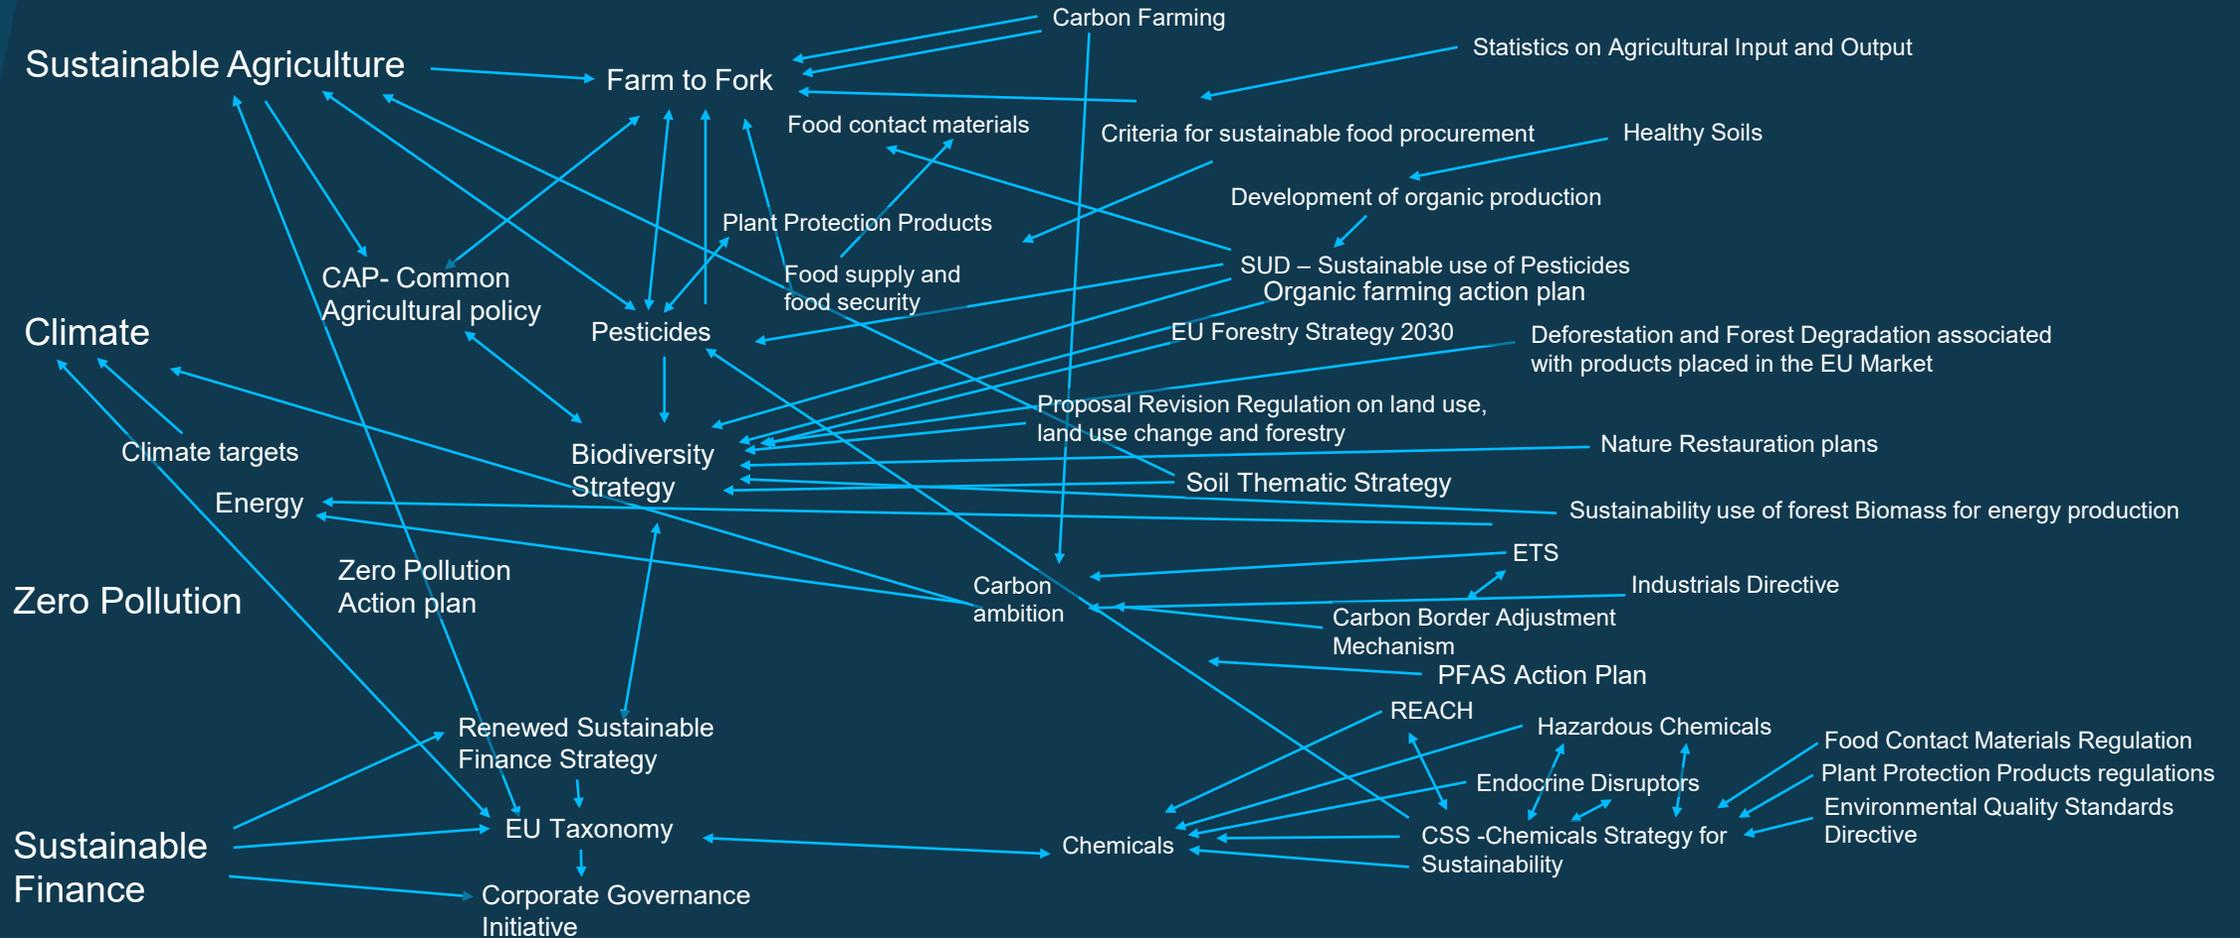 Carbon Farming
Statistics on Agricultural Input and Output
Sustainable Agriculture
Farm to Fork
Food contact materials
Criteria for sustainable food procurement
Healthy Soils
Development of organic production
Plant Protection Products
CAP- Common
Agricultural policy
Food supply and
food security
SUD – Sustainable use of Pesticides
Organic farming action plan
Climate
Pesticides
EU Forestry Strategy 2030
Deforestation and Forest Degradation associated
with products placed in the EU Market
Proposal Revision Regulation on land use,
land use change and forestry
Climate targets
Biodiversity
Strategy
Nature Restauration plans
Soil Thematic Strategy
Energy
Sustainability use of forest Biomass for energy production
ETS
Zero Pollution
Zero Pollution
Action plan
Carbon
ambition
Industrials Directive
Carbon Border Adjustment
Mechanism
PFAS Action Plan
REACH
Renewed Sustainable
Finance Strategy
Hazardous Chemicals
Food Contact Materials Regulation
Plant Protection Products regulations
Endocrine Disruptors
Environmental Quality Standards
Directive
Sustainable
Finance
EU Taxonomy
Chemicals
CSS -Chemicals Strategy for
Sustainability
Corporate Governance
Initiative